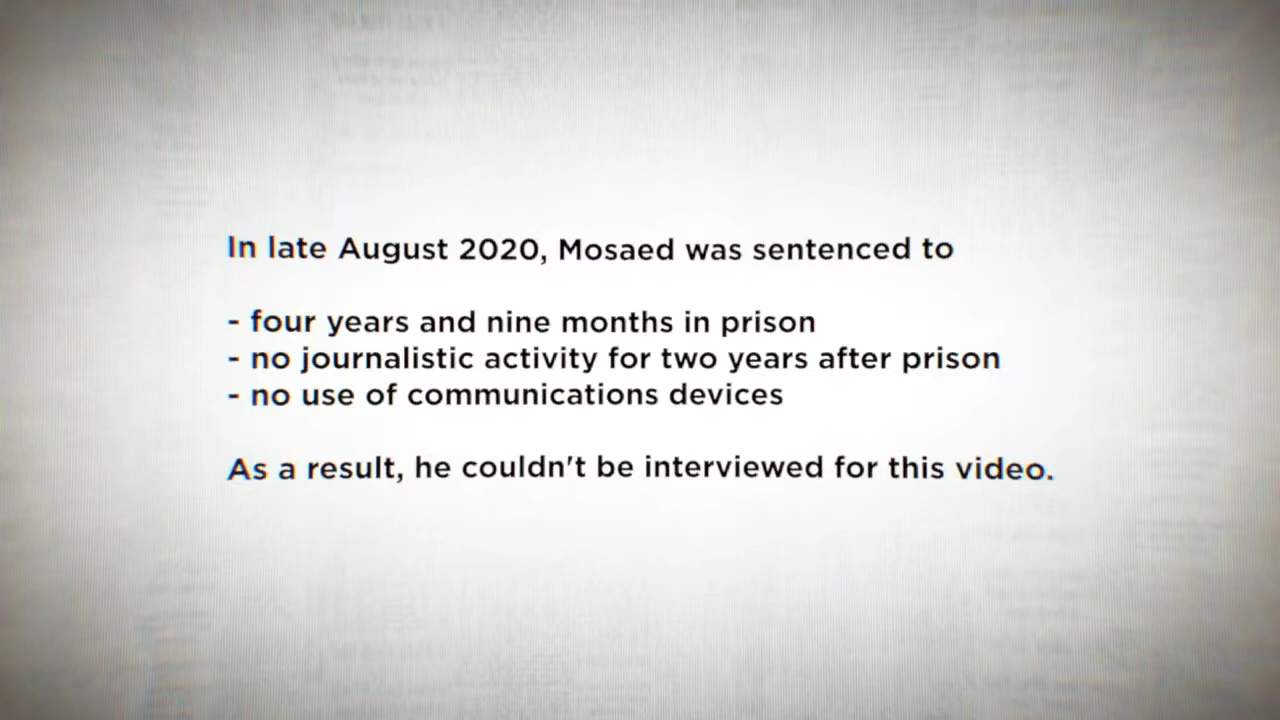 In late August 2020, Mosaed was sentenced to
- four years and nine months in prison
- no journalistic activity for two years after prison
- no use of communications devices
As a result, he couldn't be interviewed for this video.